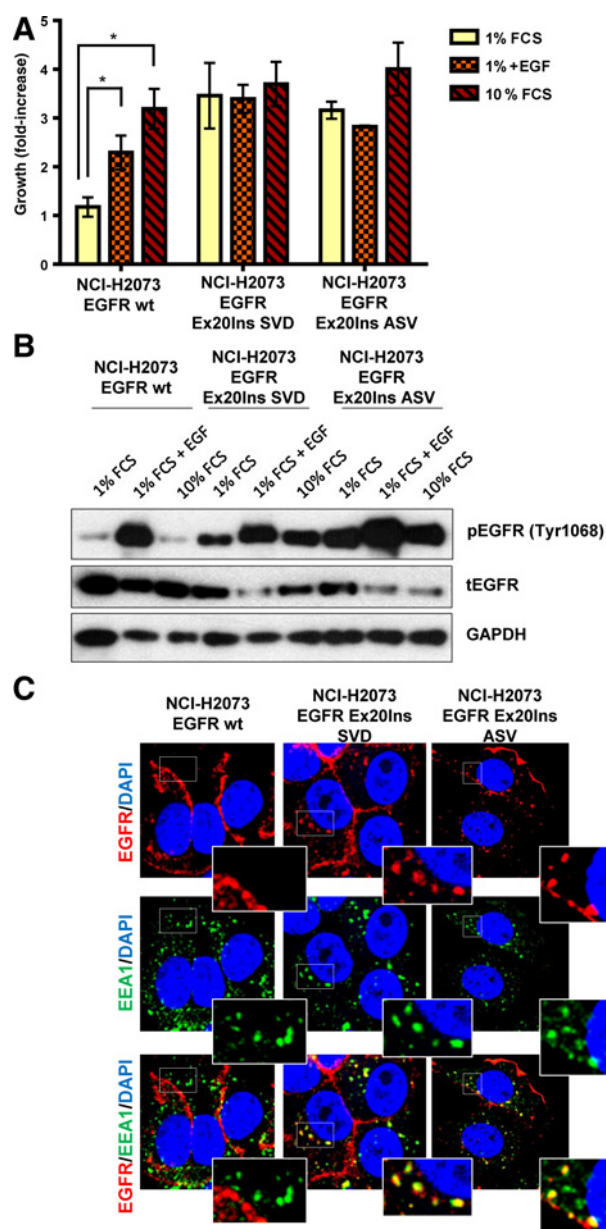 A
* 
*
1% FCS
1% +EGF
10% FCS
Growth (fold-increase)
5
4
3
2
1
0
NCI-H2073
EGFR wt
NCI-H2073
EGFR
Ex20Ins SVD
NCI-H2073
EGFR
Ex20Ins ASV
B
NCI-H2073
EGFR wt
NCI-H2073
EGFR
Ex20Ins SVD
NCI-H2073
EGFR
Ex20Ins ASV
1% FCS
1% FCS + EGF
10% FCS
1% FCS
1% FCS + EGF
10% FCS
1% FCS
1% FCS + EGF
10% FCS
pEGFR (Tyr1068)
tEGFR
GAPDH
C
NCI-H2073
EGFR wt
NCI-H2073
EGFR Ex20Ins
SVD
NCI-H2073
EGFR Ex20Ins
ASV
EGFR/DAPI
EEA1/DAPI
EGFR/EEA1/DAPI